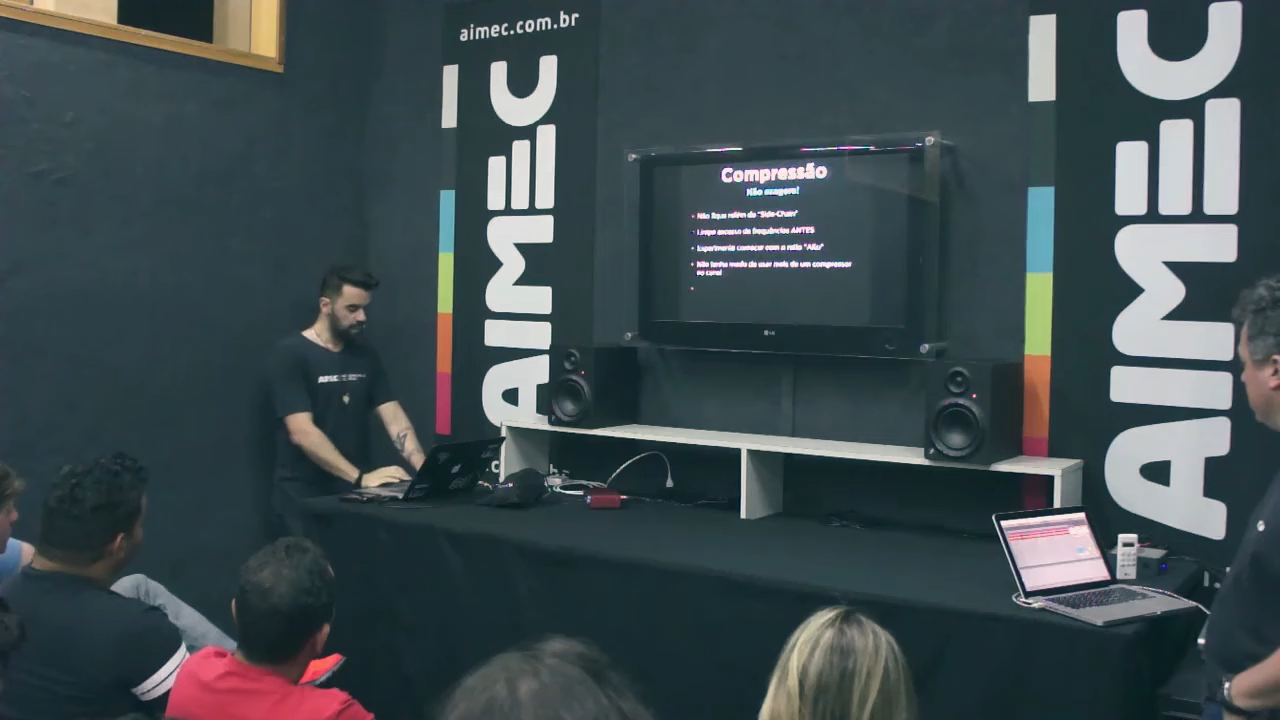 aimec.com.br
AIMEC
Compressão
Não exagere!
• Não fique refém do "Side-Chain"
• Limpe excesso de frequências ANTES
• Experimente começar com o ratio "Alto"
• Não tenha medo de usar mais de um compressor
no canal
LG
AIMEC
AIMEC